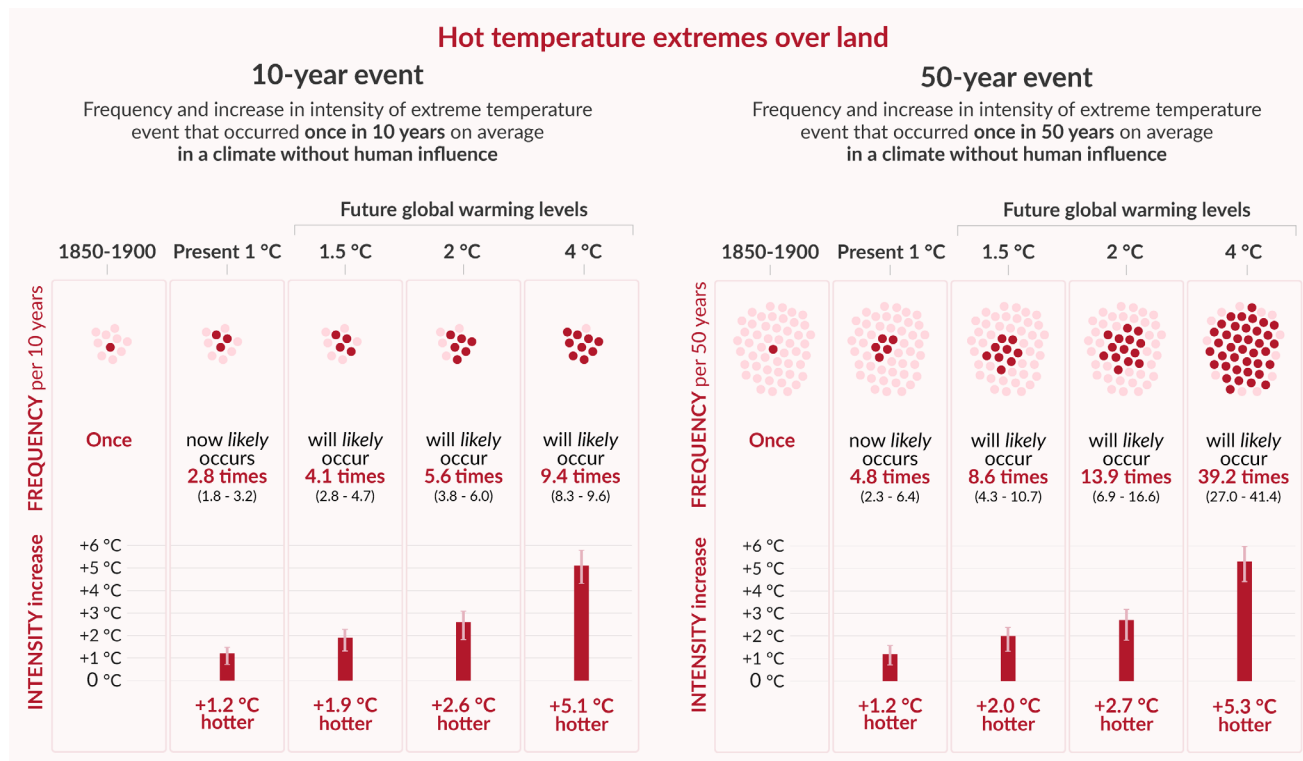 Hot temperature extremes over land
10-year event
Frequency and increase in intensity of extreme temperature
event that occurred once in 10 years on average
in a climate without human influence
Future global warming levels
1850-1900
Present 1 °C
1.5 °C
2 °C
4 °C
FREQUENCY per 10 years
Once
now likely
occurs
2.8 times
(1.8 - 3.2)
will likely
occur
4.1 times
(2.8 - 4.7)
will likely
occur
5.6 times
(3.8 - 6.0)
will likely
occur
9.4 times
(8.3 - 9.6)
INTENSITY increase
+6 °C
+5 °C
+4 °C
+3 °C
+2 °C
+1 °C
0 °C
+1.2 °C
hotter
+1.9 °C
hotter
+2.6 °C
hotter
+5.1 °C
hotter
50-year event
Frequency and increase in intensity of extreme temperature
event that occurred once in 50 years on average
in a climate without human influence
Future global warming levels
1850-1900
Present 1 °C
1.5 °C
2 °C
4 °C
FREQUENCY per 50 years
Once
now likely
occurs
4.8 times
(2.3 - 6.4)
will likely
occur
8.6 times
(4.3 - 10.7)
will likely
occur
13.9 times
(6.9 - 16.6)
will likely
occur
39.2 times
(27.0 - 41.4)
INTENSITY increase
+6 °C
+5 °C
+4 °C
+3 °C
+2 °C
+1 °C
0 °C
+1.2 °C
hotter
+2.0 °C
hotter
+2.7 °C
hotter
+5.3 °C
hotter